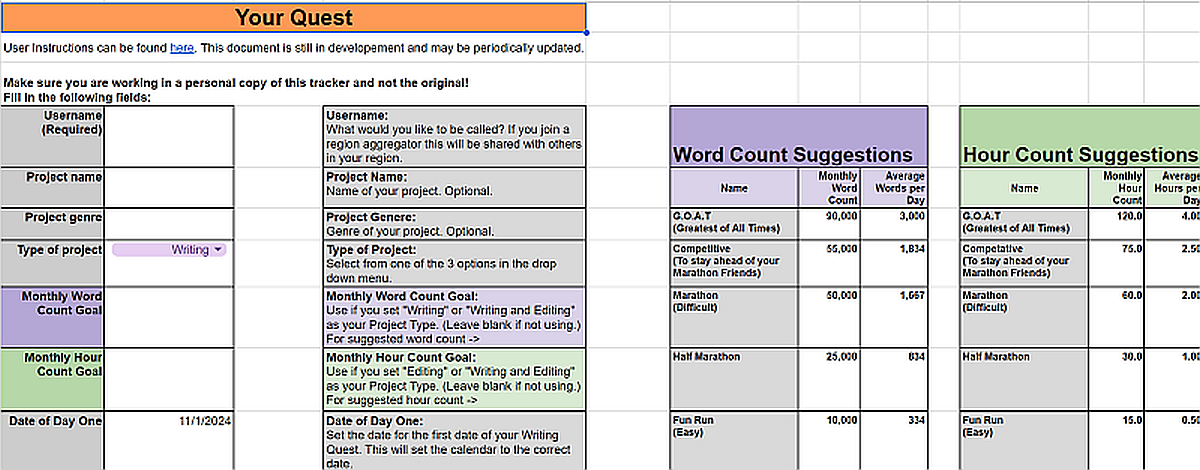 Your Quest
User Instructions can be found here. This document is still in developement and may be periodically updated.
Make sure you are working in a personal copy of this tracker and not the original!
Fill in the following fields:
Username
(Required)
Username:
What would you like to be called? If you join a
region aggregator this will be shared with others
in your region.
Project name
Project Name:
Name of your project. Optional.
Project genre
Project Genere:
Genre of your project. Optional.
Type of project
Writing
Type of Project:
Select from one of the 3 options in the drop
down menu.
Monthly Word
Count Goal
Monthly Word Count Goal:
Use if you set "Writing" or "Writing and Editing"
as your Project Type. (Leave blank if not using.)
For suggested word count ->
Monthly Hour
Count Goal
Monthly Hour Count Goal:
Use if you set "Editing" or "Writing and Editing"
as your Project Type. (Leave blank if not using.)
For suggested hour count ->
Date of Day One
11/1/2024
Date of Day One:
Set the date for the first date of your Writing
Quest. This will set the calendar to the correct
date.
Word Count Suggestions
Name
Monthly
Word
Count
Average
Words per
Day
G.O.A.T
(Greatest of All Times)
90,000
3,000
Competitive
(To stay ahead of your
Marathon Friends)
55,000
1,834
Marathon
(Difficult)
50,000
1,667
Half Marathon
25,000
834
Fun Run
(Easy)
10,000
334
Hour Count Suggestions
Name
Monthly
Hour
Count
Average
Hours per
Day
G.O.A.T
(Greatest of All Times)
120.0
4.00
Competative
(To stay ahead of your
Marathon Friends)
75.0
2.50
Marathon
(Difficult)
60.0
2.00
Half Marathon
30.0
1.00
Fun Run
(Easy)
15.0
0.50